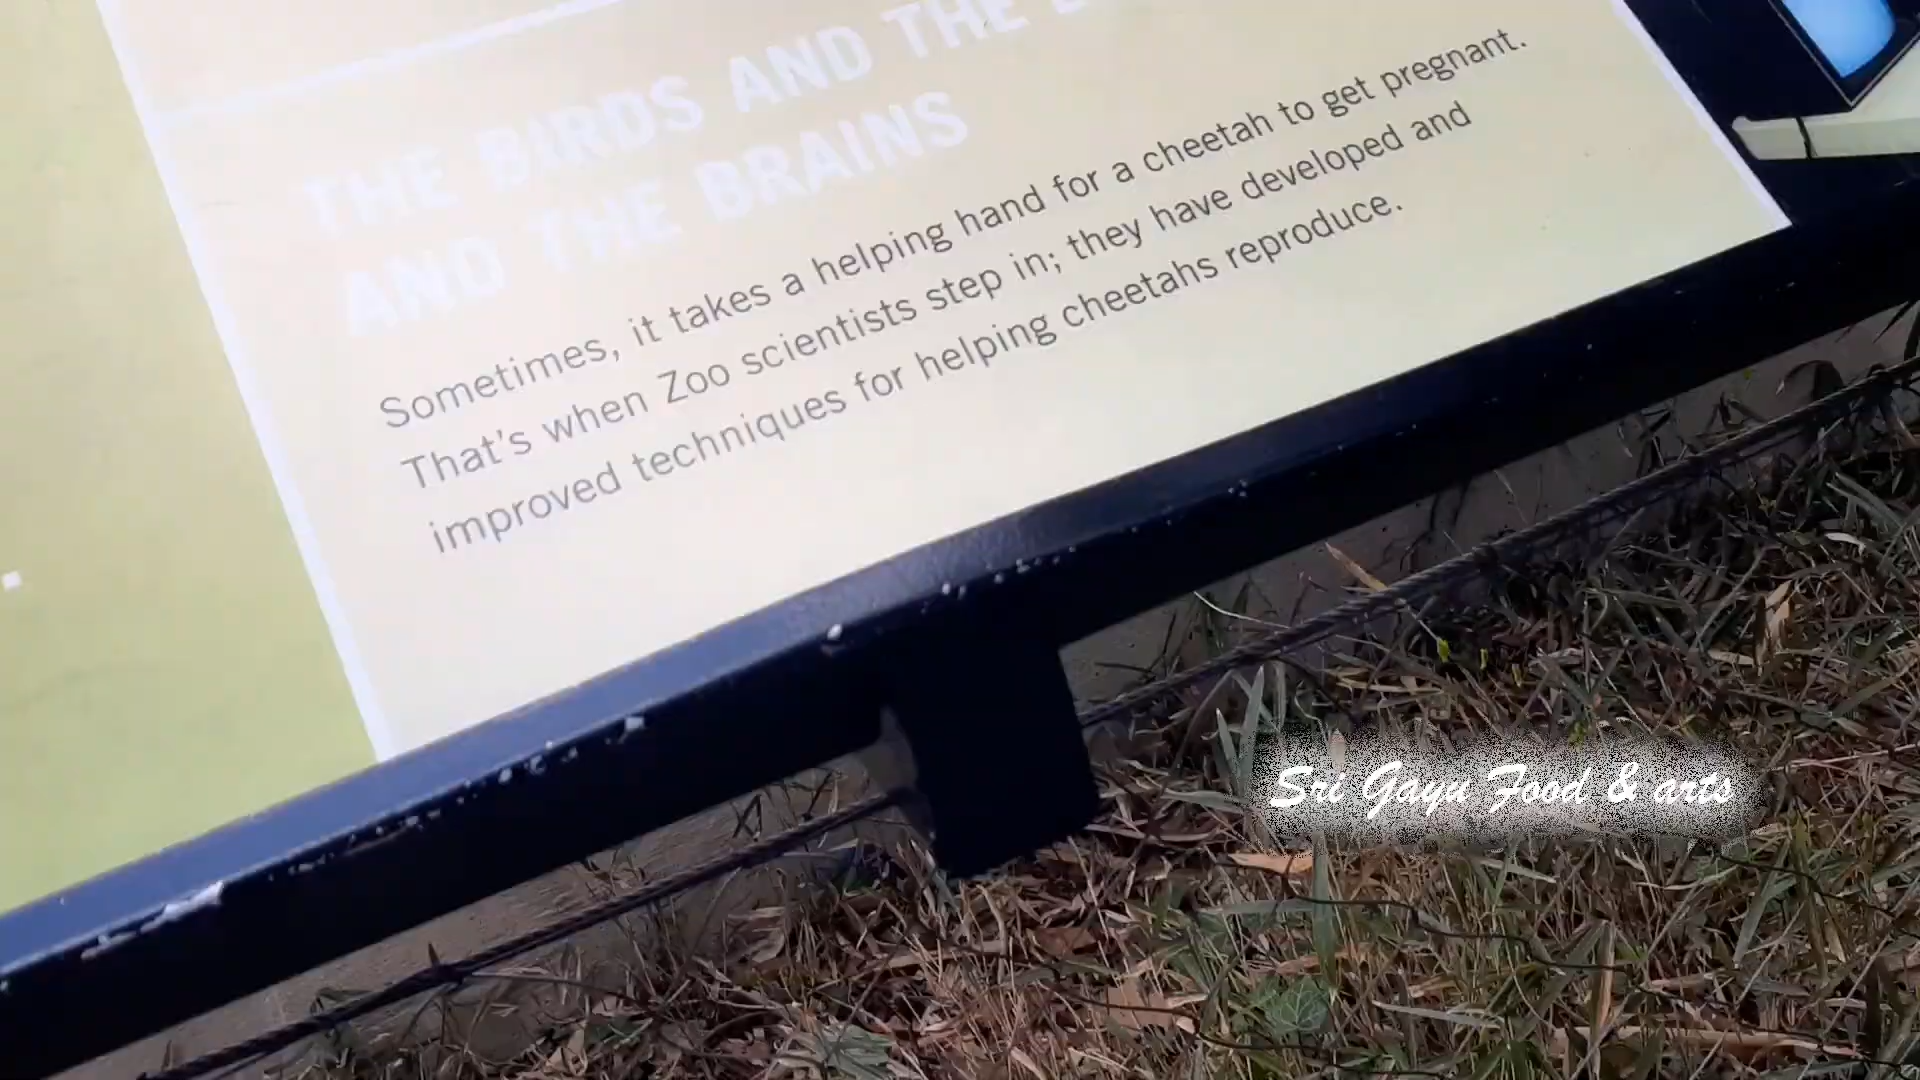 THE BIRDS AND THE
AND THE BRAINS
Sometimes, it takes a helping hand for a cheetah to get pregnant.
That's when Zoo scientists step in; they have developed and
improved techniques for helping cheetahs reproduce.
Sri Gayu Food & arts